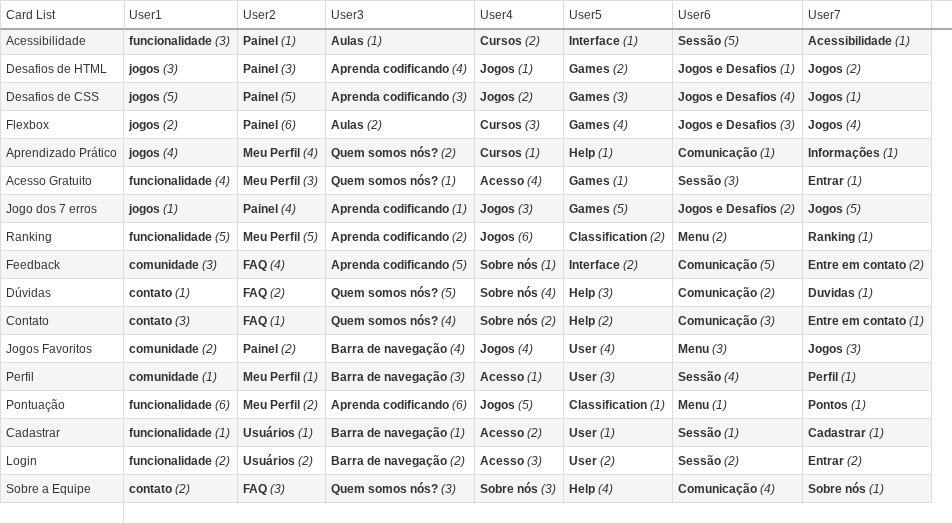 Card List User1 User2 User3 User4 User5 User6 User7
Acessibilidade funcionalidade (3) Painel (1) Aulas (1) Cursos (2) Interface (1) Sessão (5) Acessibilidade (1)
Desafios de HTML jogos (3) Painel (3) Aprenda codificando (4) Jogos (1) Games (2) Jogos e Desafios (1) Jogos (2)
Desafios de CSS jogos (5) Painel (5) Aprenda codificando (3) Jogos (2) Games (3) Jogos e Desafios (4) Jogos (1)
Flexbox jogos (2) Painel (6) Aulas (2) Cursos (3) Games (4) Jogos e Desafios (3) Jogos (4)
Aprendizado Prático jogos (4) Meu Perfil (4) Quem somos nós? (2) Cursos (1) Help (1) Comunicação (1) Informações (1)
Acesso Gratuito funcionalidade (4) Meu Perfil (3) Quem somos nós? (1) Acesso (4) Games (1) Sessão (3) Entrar (1)
Jogo dos 7 erros jogos (1) Painel (4) Aprenda codificando (1) Jogos (3) Games (5) Jogos e Desafios (2) Jogos (5)
Ranking funcionalidade (5) Meu Perfil (5) Aprenda codificando (2) Jogos (6) Classification (2) Menu (2) Ranking (1)
Feedback comunidade (3) FAQ (4) Aprenda codificando (5) Sobre nós (1) Interface (2) Comunicação (5) Entre em contato (2)
Dúvidas contato (1) FAQ (2) Quem somos nós? (5) Sobre nós (4) Help (3) Comunicação (2) Duvidas (1)
Contato contato (3) FAQ (1) Quem somos nós? (4) Sobre nós (2) Help (2) Comunicação (3) Entre em contato (1)
Jogos Favoritos comunidade (2) Painel (2) Barra de navegação (4) Jogos (4) User (4) Menu (3) Jogos (3)
Perfil comunidade (1) Meu Perfil (1) Barra de navegação (3) Acesso (1) User (3) Sessão (4) Perfil (1)
Pontuação funcionalidade (6) Meu Perfil (2) Aprenda codificando (6) Jogos (5) Classification (1) Menu (1) Pontos (1)
Cadastrar funcionalidade (1) Usuários (1) Barra de navegação (1) Acesso (2) User (1) Sessão (1) Cadastrar (1)
Login funcionalidade (2) Usuários (2) Barra de navegação (2) Acesso (3) User (2) Sessão (2) Entrar (2)
Sobre a Equipe contato (2) FAQ (3) Quem somos nós? (3) Sobre nós (3) Help (4) Comunicação (4) Sobre nós (1)